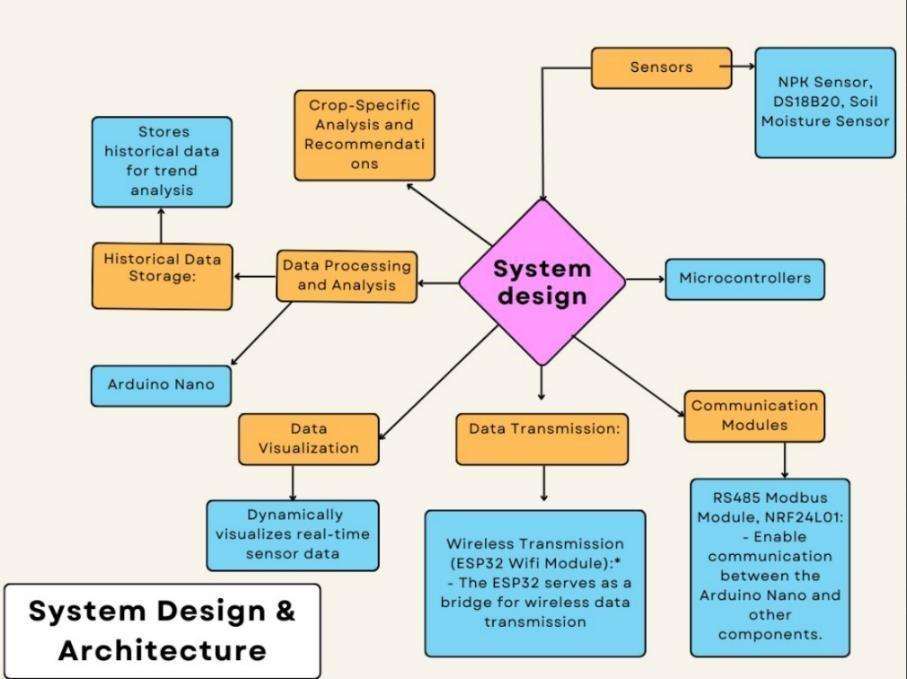 Sensors
NPK Sensor,
DS18B20, Soil
Moisture Sensor
Crop-Specific
Analysis and
Recommendati
ons
Stores
historical data
for trend
analysis
Historical Data
Storage:
Data Processing
and Analysis
System
design
Microcontrollers
Arduino Nano
Data
Visualization
Data Transmission:
Communication
Modules
Dynamically
visualizes real-time
sensor data
Wireless Transmission
(ESP32 Wifi Module):*
- The ESP32 serves as a
bridge for wireless data
transmission
RS485 Modbus
Module, NRF24L01:
- Enable
communication
between the
Arduino Nano and
other
components.
System Design &
Architecture